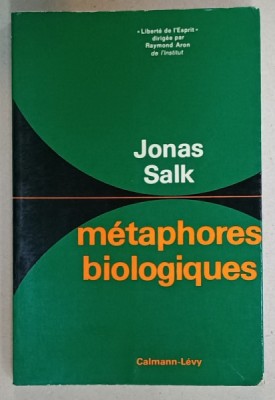 « Liberté de l'Esprit »
dirigée par
Raymond Aron
de l'Institut
Jonas
Salk
métaphores
biologiques
Calmann-Lévy